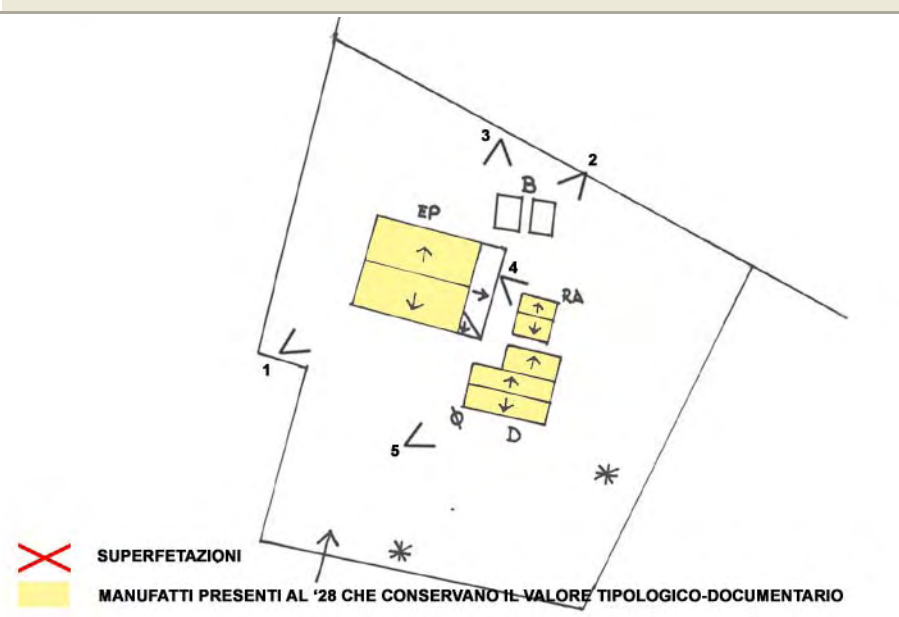 3
2
B
EP
4
RA
1
5
D
SUPERFETAZIONI
MANUFATTI PRESENTI AL '28 CHE CONSERVANO IL VALORE TIPOLOGICO-DOCUMENTARIO